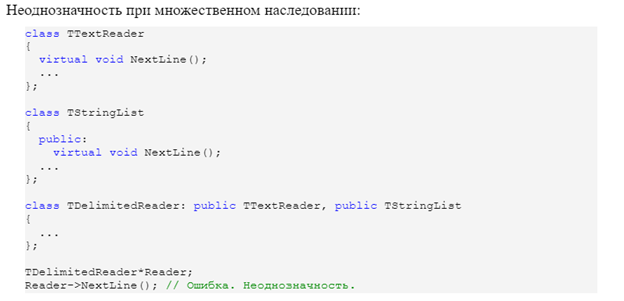 Неоднозначность при множественном наследовании:
class TTextReader
{
  virtual void NextLine();
  ...
};

class TStringList
{
  public:
    virtual void NextLine();
  ...
};

class TDelimitedReader: public TTextReader, public TStringList
{
  ...
};

TDelimitedReader*Reader;
Reader->NextLine(); // Ошибка. Неоднозначность.